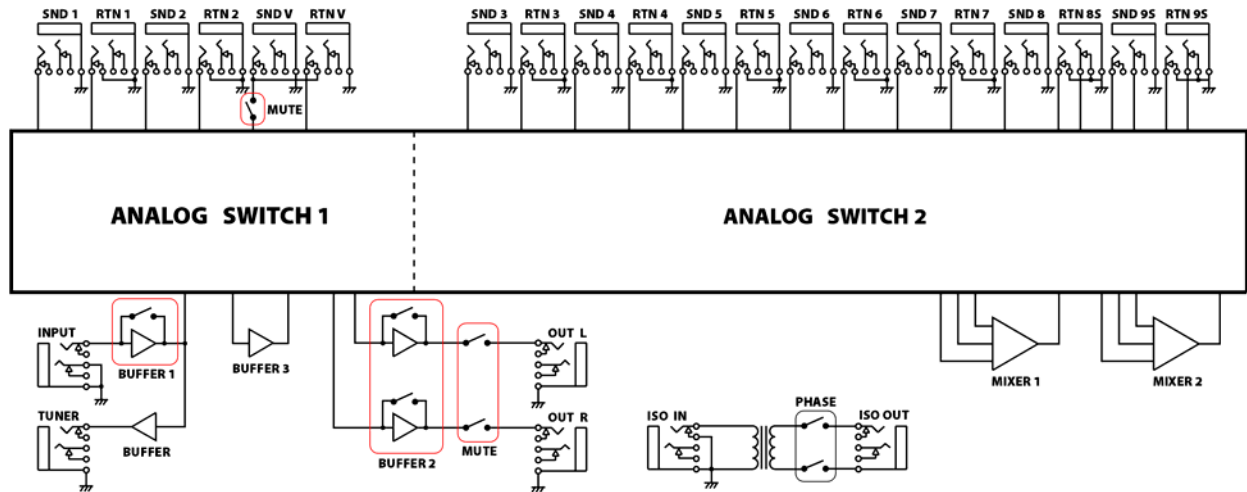 SND 1 RTN 1 SND 2 RTN 2 SND V RTN V SND 3 RTN 3 SND 4 RTN 4 SND 5 RTN 5 SND 6 RTN 6 SND 7 RTN 7 SND 8 RTN 8S SND 9S RTN 9S
MUTE
ANALOG SWITCH 1 ANALOG SWITCH 2
INPUT
BUFFER 1
BUFFER 3
OUT L
MIXER 1
MIXER 2
TUNER
BUFFER
BUFFER 2
MUTE
OUT R
ISO IN
PHASE
ISO OUT